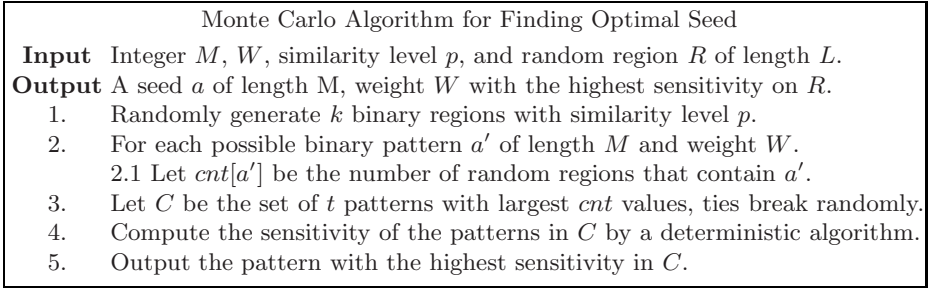 Monte Carlo Algorithm for Finding Optimal Seed
Input Integer M, W, similarity level p, and random region R of length L.
Output A seed a of length M, weight W with the highest sensitivity on R.
1. Randomly generate k binary regions with similarity level p.
2. For each possible binary pattern a′ of length M and weight W.
2.1 Let cnt[a′] be the number of random regions that contain a′.
3. Let C be the set of t patterns with largest cnt values, ties break randomly.
4. Compute the sensitivity of the patterns in C by a deterministic algorithm.
5. Output the pattern with the highest sensitivity in C.